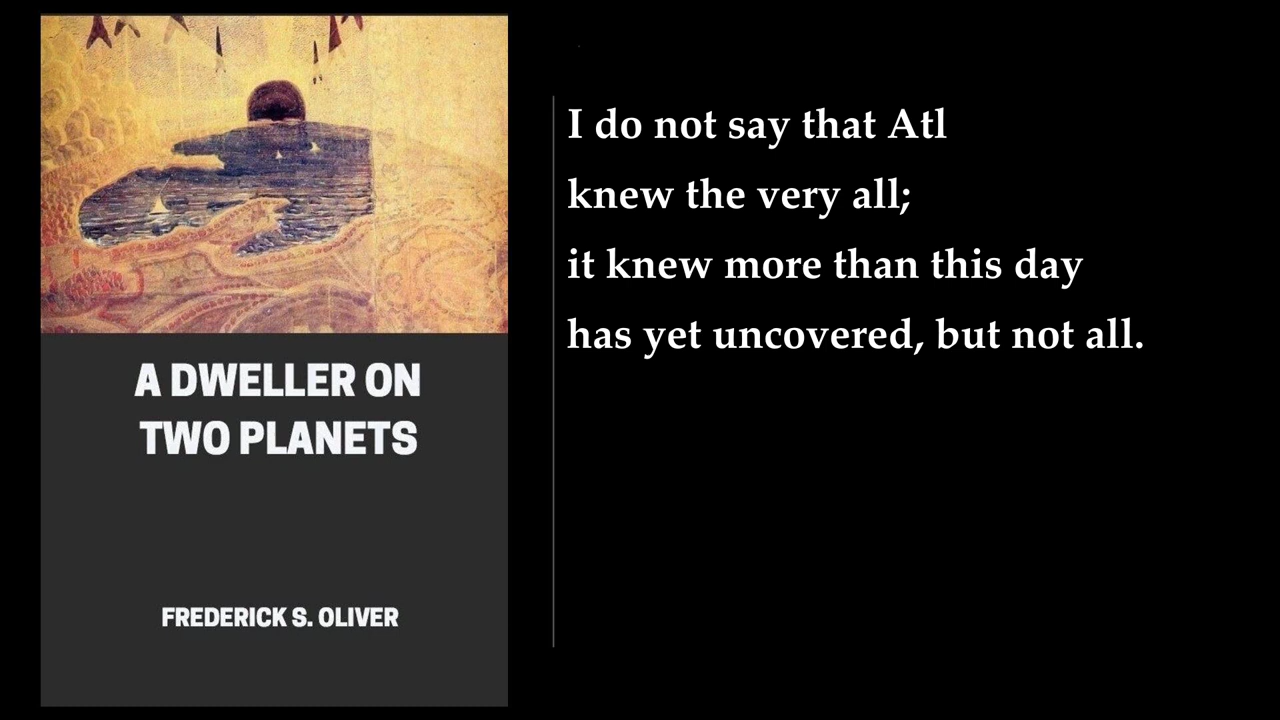 A DWELLER ON
TWO PLANETS
FREDERICK S. OLIVER
I do not say that Atl
knew the very all;
it knew more than this day
has yet uncovered, but not all.